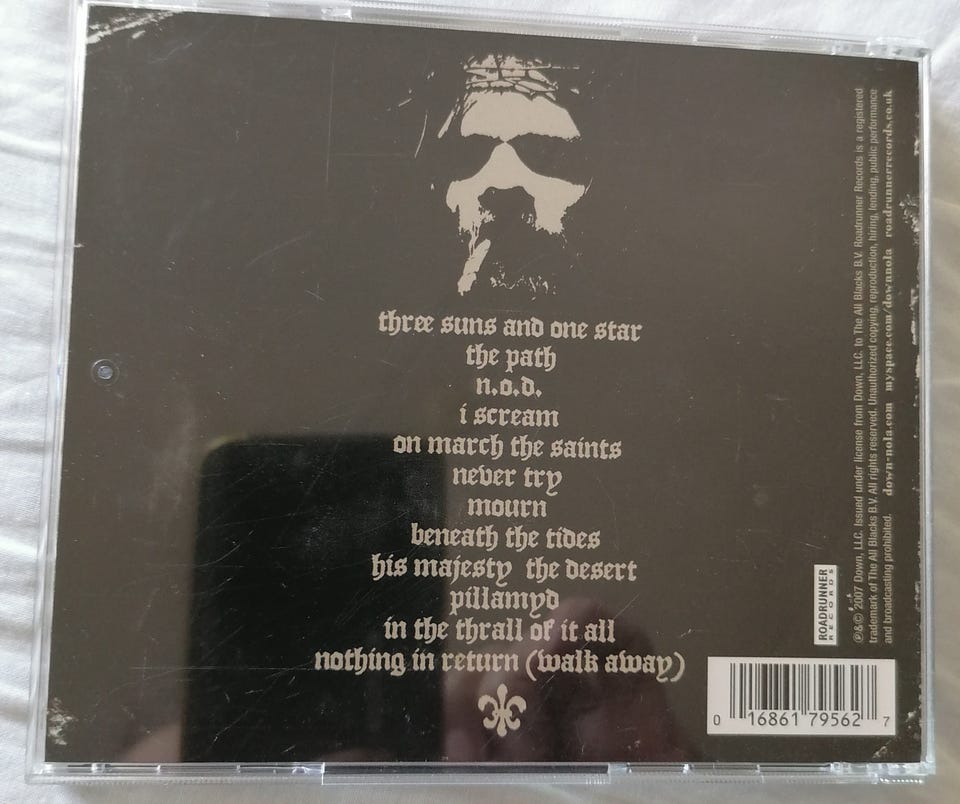 three suns and one star
the path
n.o.d.
i scream
on march the saints
never try
mourn
beneath the tides
his majesty the desert
pillamyd
in the thrall of it all
nothing in return (walk away)
ROADRUNNER
RECORDS
℗&© 2007 Down, LLC. Issued under license from Down, LLC. to The All Blacks B.V. Roadrunner Records is a registered
trademark of The All Blacks B.V. All rights reserved. Unauthorized copying, reproduction, hiring, lending, public performance
and broadcasting prohibited. down-nola.com myspace.com/downnola roadrunnerrecords.co.uk
0 16861 79562 7